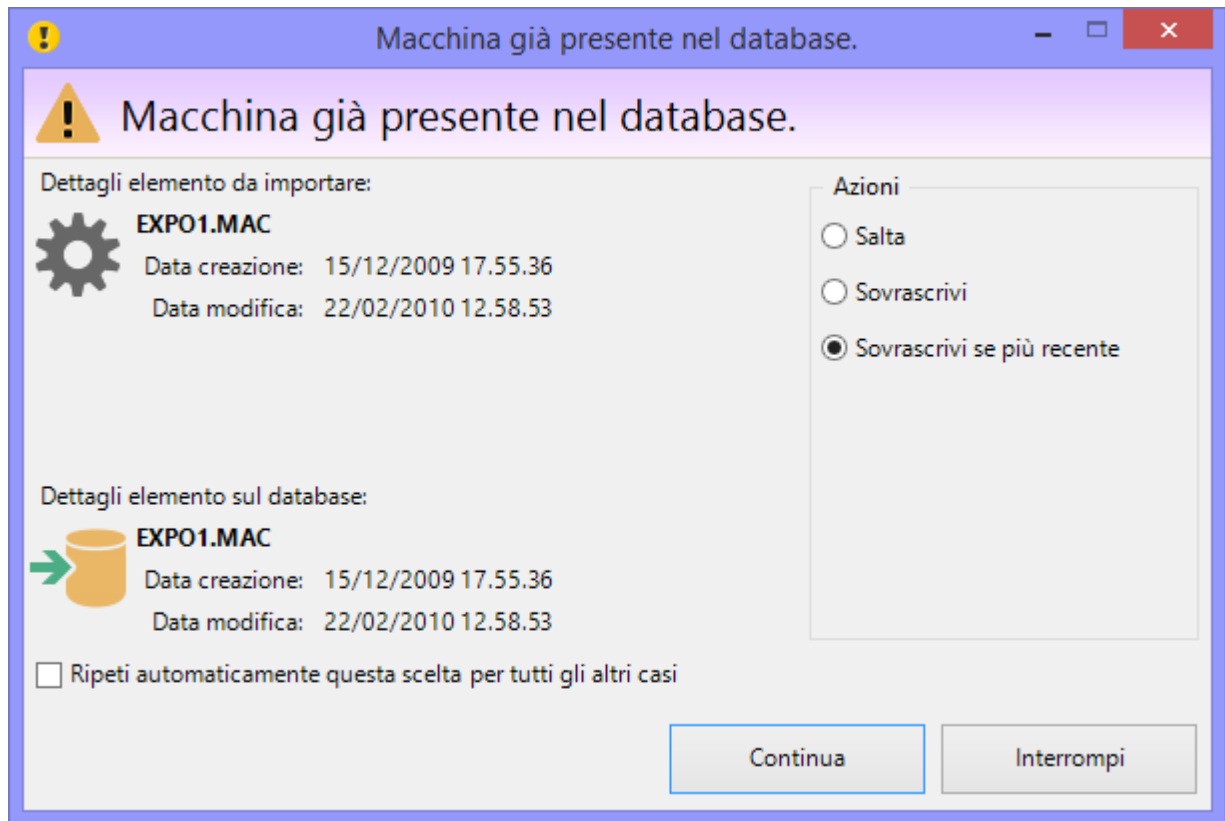 Macchina già presente nel database.
Macchina già presente nel database.
Dettagli elemento da importare:
EXPO1.MAC
Data creazione: 15/12/2009 17.55.36
Data modifica: 22/02/2010 12.58.53
Azioni
Salta
Sovrascrivi
Sovrascrivi se più recente
Dettagli elemento sul database:
EXPO1.MAC
Data creazione: 15/12/2009 17.55.36
Data modifica: 22/02/2010 12.58.53
Ripeti automaticamente questa scelta per tutti gli altri casi
Continua
Interrompi